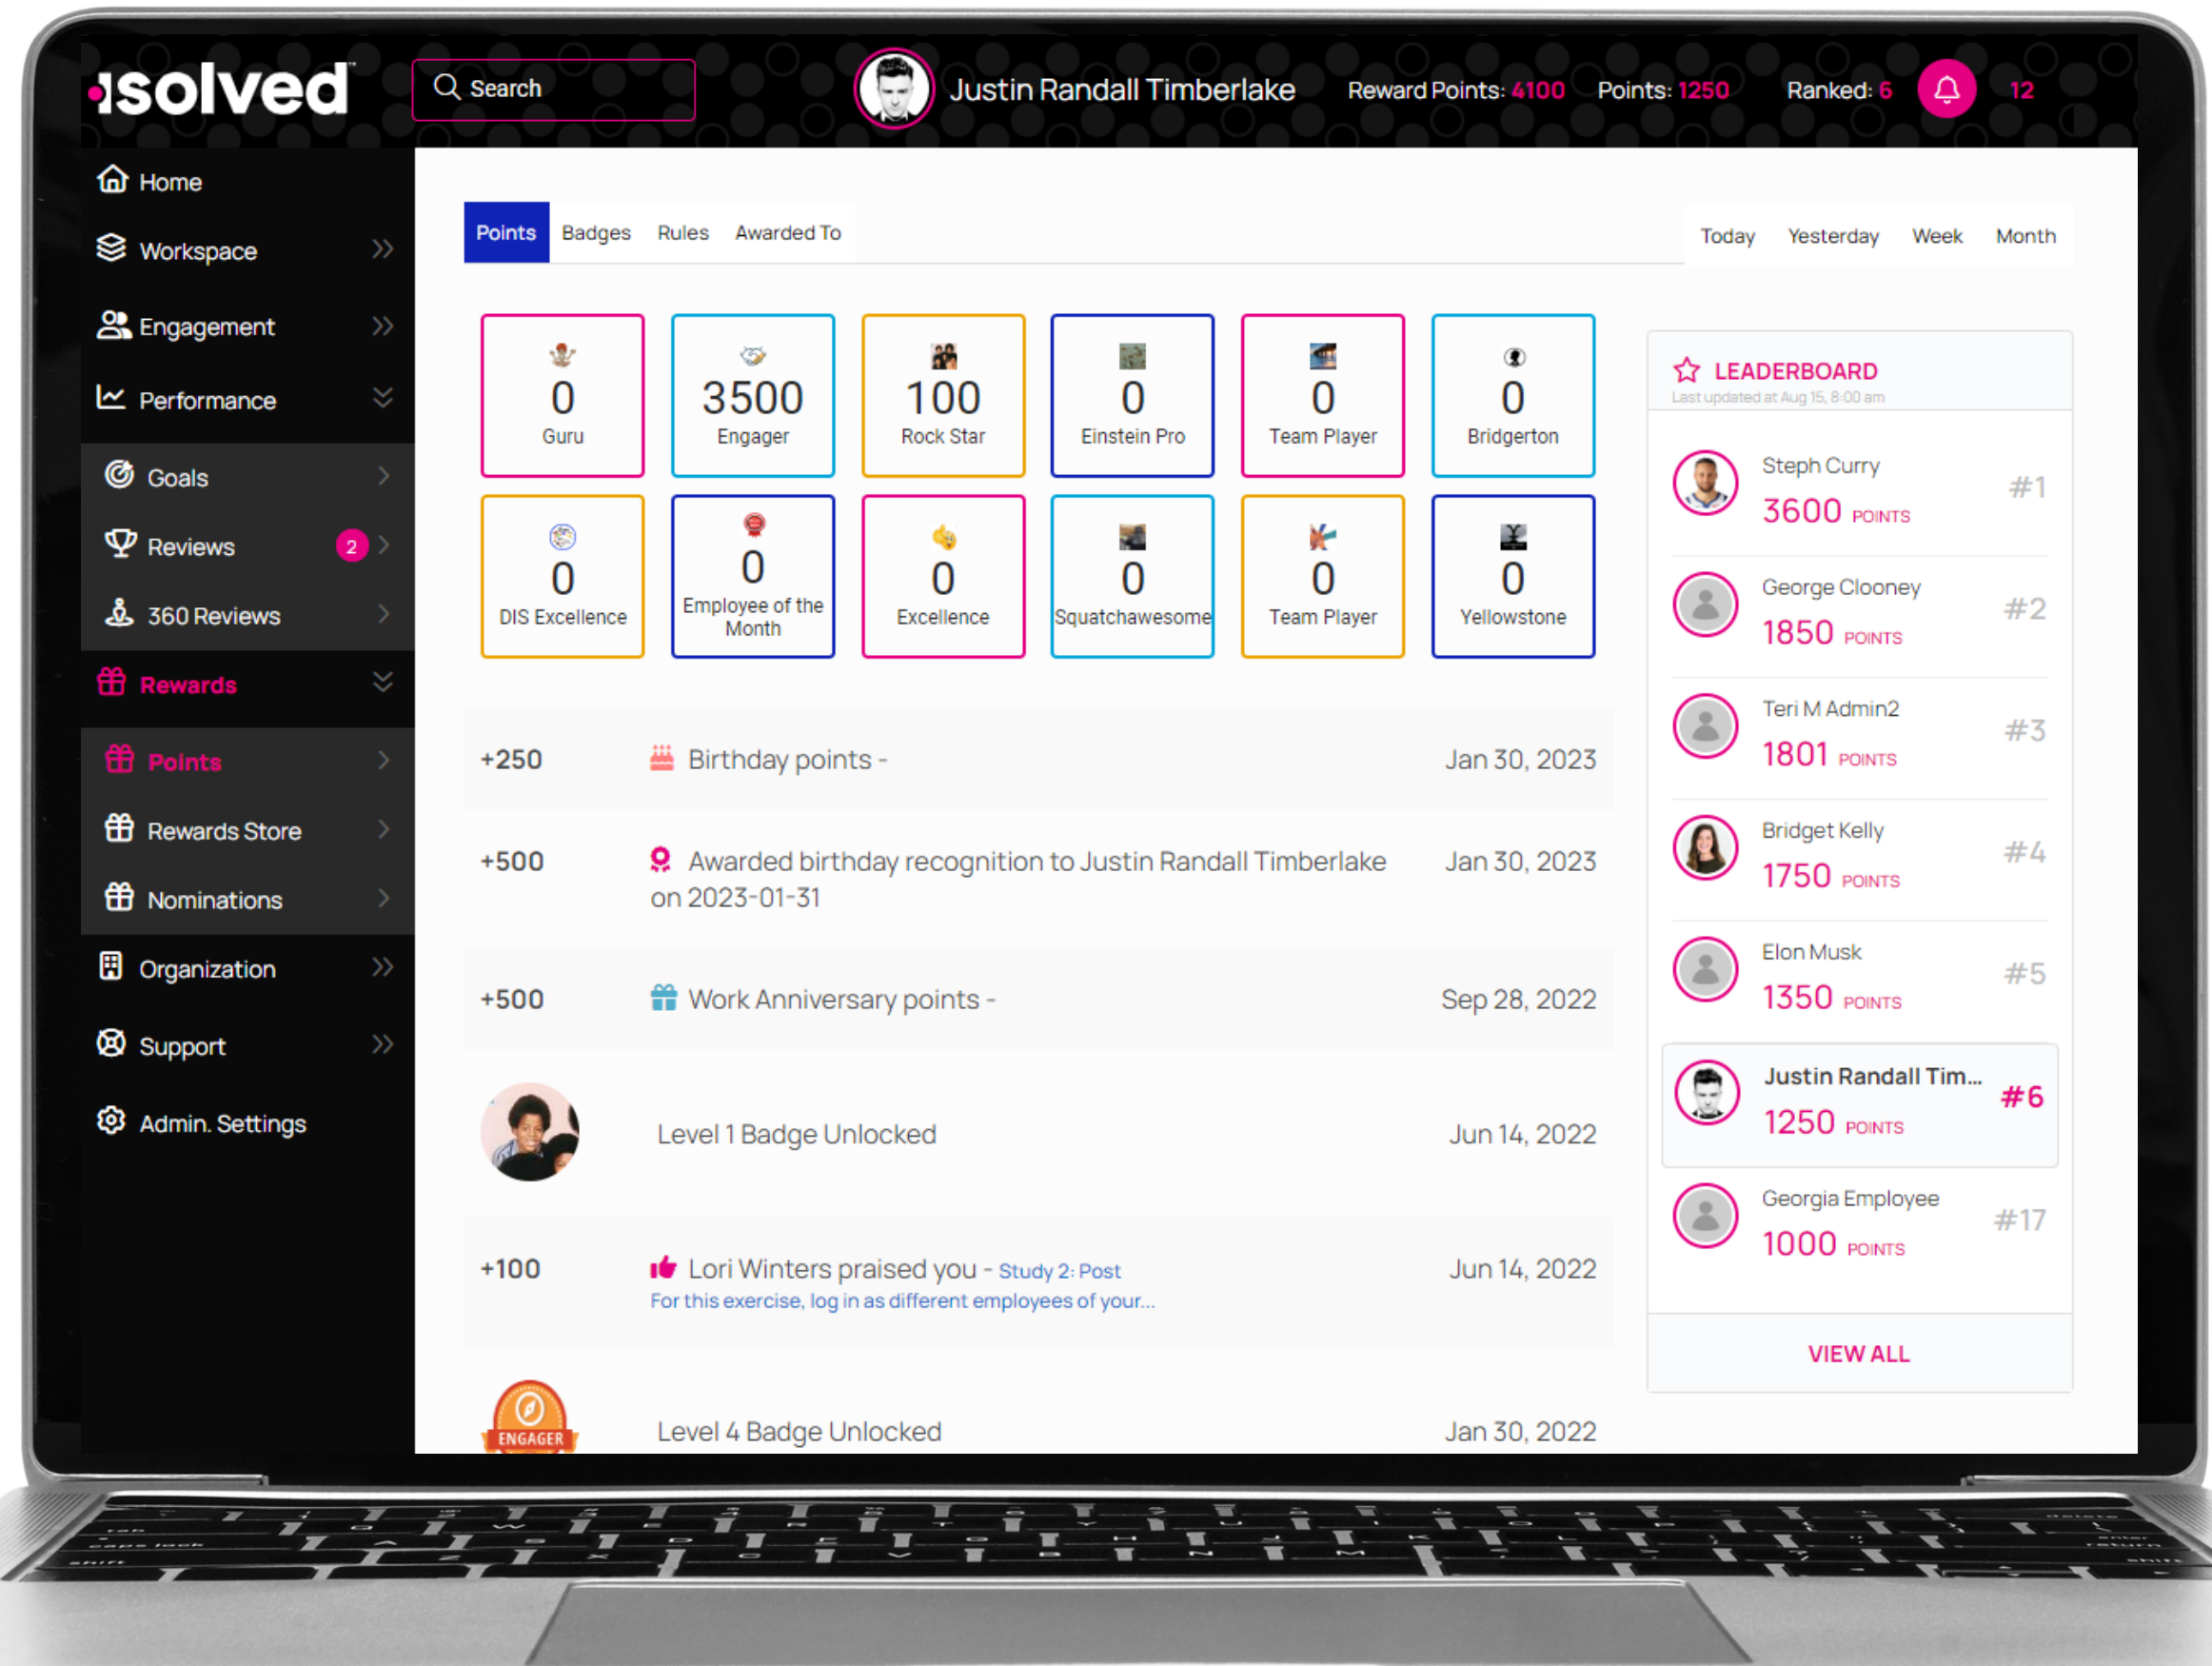 isolved™
Search
Justin Randall Timberlake
Reward Points: 4100
Points: 1250
Ranked: 6
12
Home
Workspace
Engagement
Performance
Goals
Reviews
2
360 Reviews
Rewards
Points
Rewards Store
Nominations
Organization
Support
Admin. Settings
Points
Badges
Rules
Awarded To
Today
Yesterday
Week
Month
0
Guru
3500
Engager
100
Rock Star
0
Einstein Pro
0
Team Player
0
Bridgerton
0
DIS Excellence
0
Employee of the
Month
0
Excellence
0
Squatchawesome
0
Team Player
0
Yellowstone
+250
Birthday points -
Jan 30, 2023
+500
Awarded birthday recognition to Justin Randall Timberlake
on 2023-01-31
Jan 30, 2023
+500
Work Anniversary points -
Sep 28, 2022
Level 1 Badge Unlocked
Jun 14, 2022
+100
Lori Winters praised you - Study 2: Post
For this exercise, log in as different employees of your...
Jun 14, 2022
ENGAGER
Level 4 Badge Unlocked
Jan 30, 2022
LEADERBOARD
Last updated at Aug 15, 8:00 am
Steph Curry
3600 POINTS
#1
George Clooney
1850 POINTS
#2
Teri M Admin2
1801 POINTS
#3
Bridget Kelly
1750 POINTS
#4
Elon Musk
1350 POINTS
#5
Justin Randall Tim...
1250 POINTS
#6
Georgia Employee
1000 POINTS
#17
VIEW ALL
tab
caps lock
shift
delete
enter
return
shift